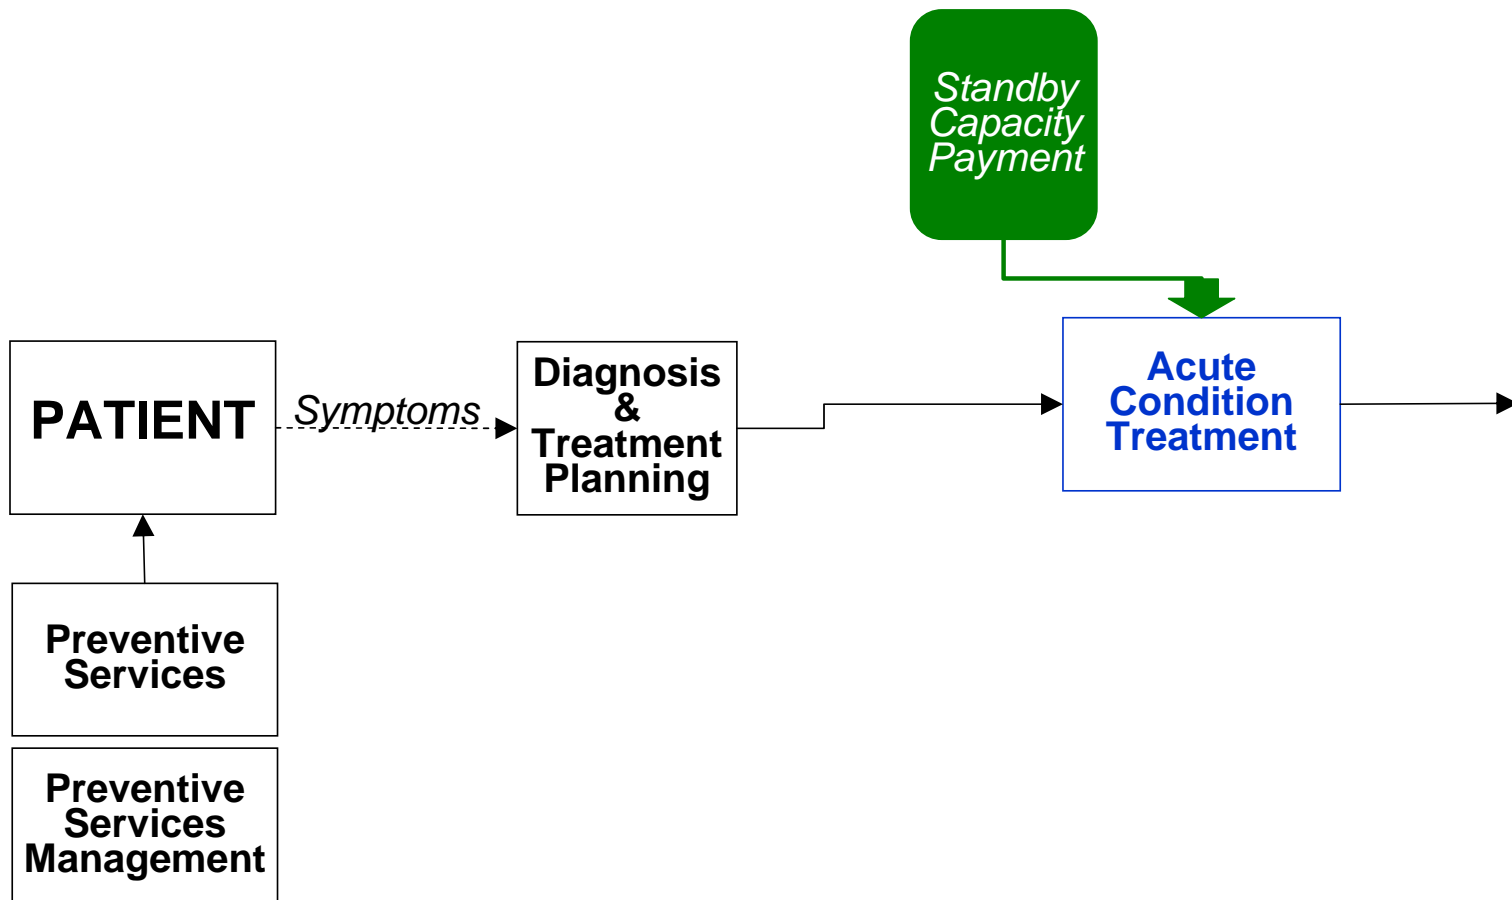 Standby
Capacity
Payment
PATIENT
Symptoms
Diagnosis
&
Treatment
Planning
Acute
Condition
Treatment
Preventive
Services
Preventive
Services
Management